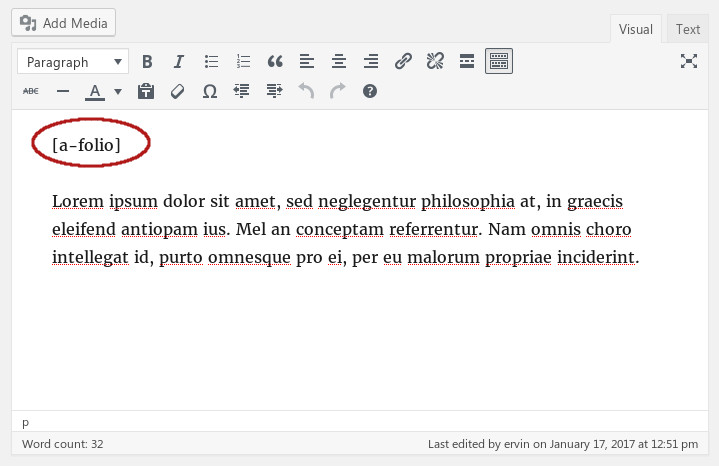 Add Media
Visual Text
Paragraph B I
ABC A Ω ?
[a-folio]
Lorem ipsum dolor sit amet, sed neglegentur philosophia at, in graecis
eleifend antiopam ius. Mel an conceptam referrentur. Nam omnis choro
intellegat id, purto omnesque pro ei, per eu malorum propriae inciderint.
p
Word count: 32 Last edited by ervin on January 17, 2017 at 12:51 pm